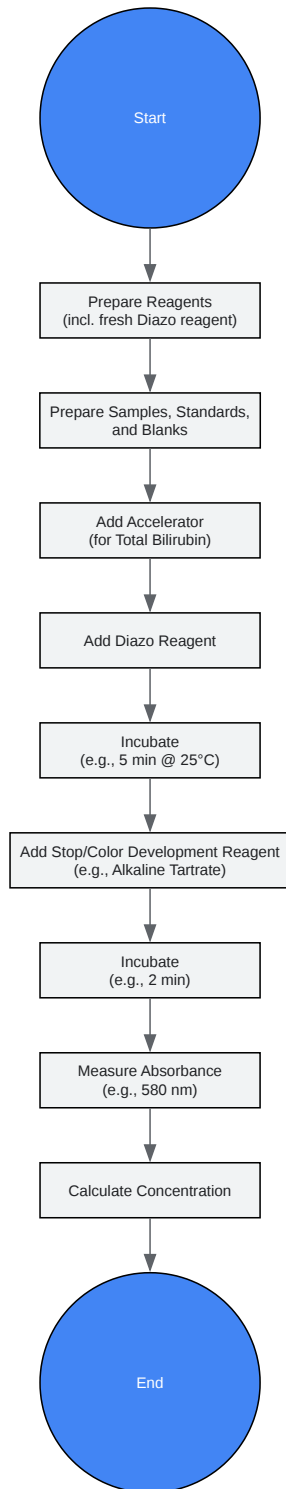 Start
Prepare Reagents
(incl. fresh Diazo reagent)
Prepare Samples, Standards,
and Blanks
Add Accelerator
(for Total Bilirubin)
Add Diazo Reagent
Incubate
(e.g., 5 min @ 25°C)
Add Stop/Color Development Reagent
(e.g., Alkaline Tartrate)
Incubate
(e.g., 2 min)
Measure Absorbance
(e.g., 580 nm)
Calculate Concentration
End